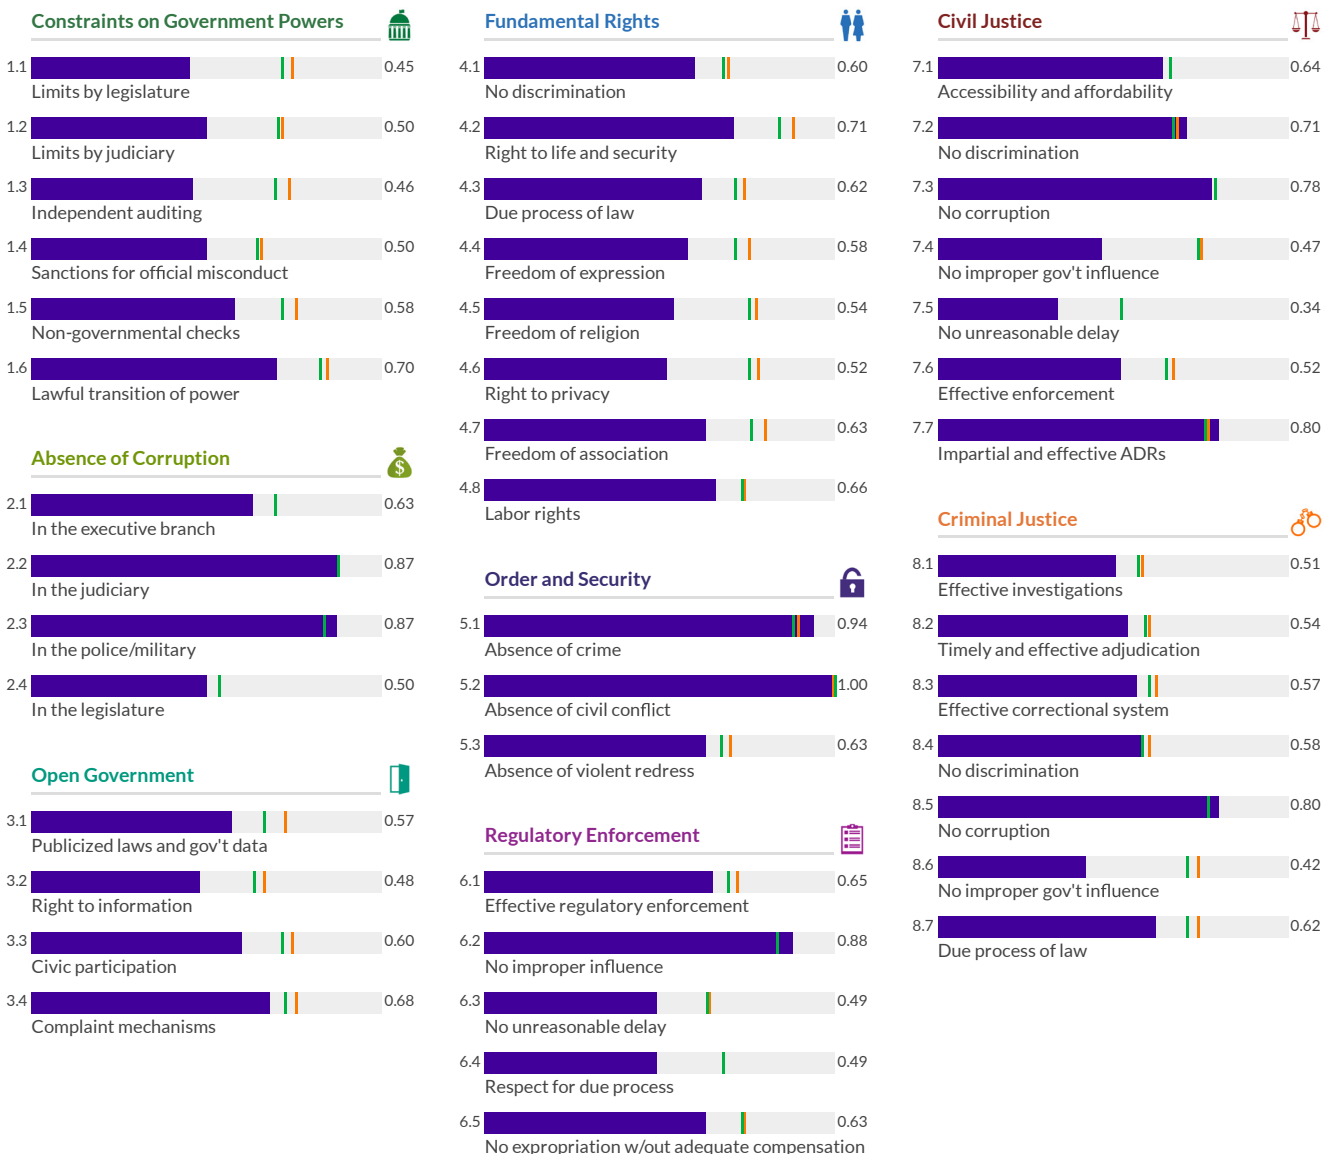 Constraints on Government Powers
1.1 0.45
Limits by legislature
1.2 0.50
Limits by judiciary
1.3 0.46
Independent auditing
1.4 0.50
Sanctions for official misconduct
1.5 0.58
Non-governmental checks
1.6 0.70
Lawful transition of power
Absence of Corruption
$
2.1 0.63
In the executive branch
2.2 0.87
In the judiciary
2.3 0.87
In the police/military
2.4 0.50
In the legislature
Open Government
3.1 0.57
Publicized laws and gov't data
3.2 0.48
Right to information
3.3 0.60
Civic participation
3.4 0.68
Complaint mechanisms
Fundamental Rights
4.1 0.60
No discrimination
4.2 0.71
Right to life and security
4.3 0.62
Due process of law
4.4 0.58
Freedom of expression
4.5 0.54
Freedom of religion
4.6 0.52
Right to privacy
4.7 0.63
Freedom of association
4.8 0.66
Labor rights
Order and Security
5.1 0.94
Absence of crime
5.2 1.00
Absence of civil conflict
5.3 0.63
Absence of violent redress
Regulatory Enforcement
6.1 0.65
Effective regulatory enforcement
6.2 0.88
No improper influence
6.3 0.49
No unreasonable delay
6.4 0.49
Respect for due process
6.5 0.63
No expropriation w/out adequate compensation
Civil Justice
7.1 0.64
Accessibility and affordability
7.2 0.71
No discrimination
7.3 0.78
No corruption
7.4 0.47
No improper gov't influence
7.5 0.34
No unreasonable delay
7.6 0.52
Effective enforcement
7.7 0.80
Impartial and effective ADRs
Criminal Justice
8.1 0.51
Effective investigations
8.2 0.54
Timely and effective adjudication
8.3 0.57
Effective correctional system
8.4 0.58
No discrimination
8.5 0.80
No corruption
8.6 0.42
No improper gov't influence
8.7 0.62
Due process of law